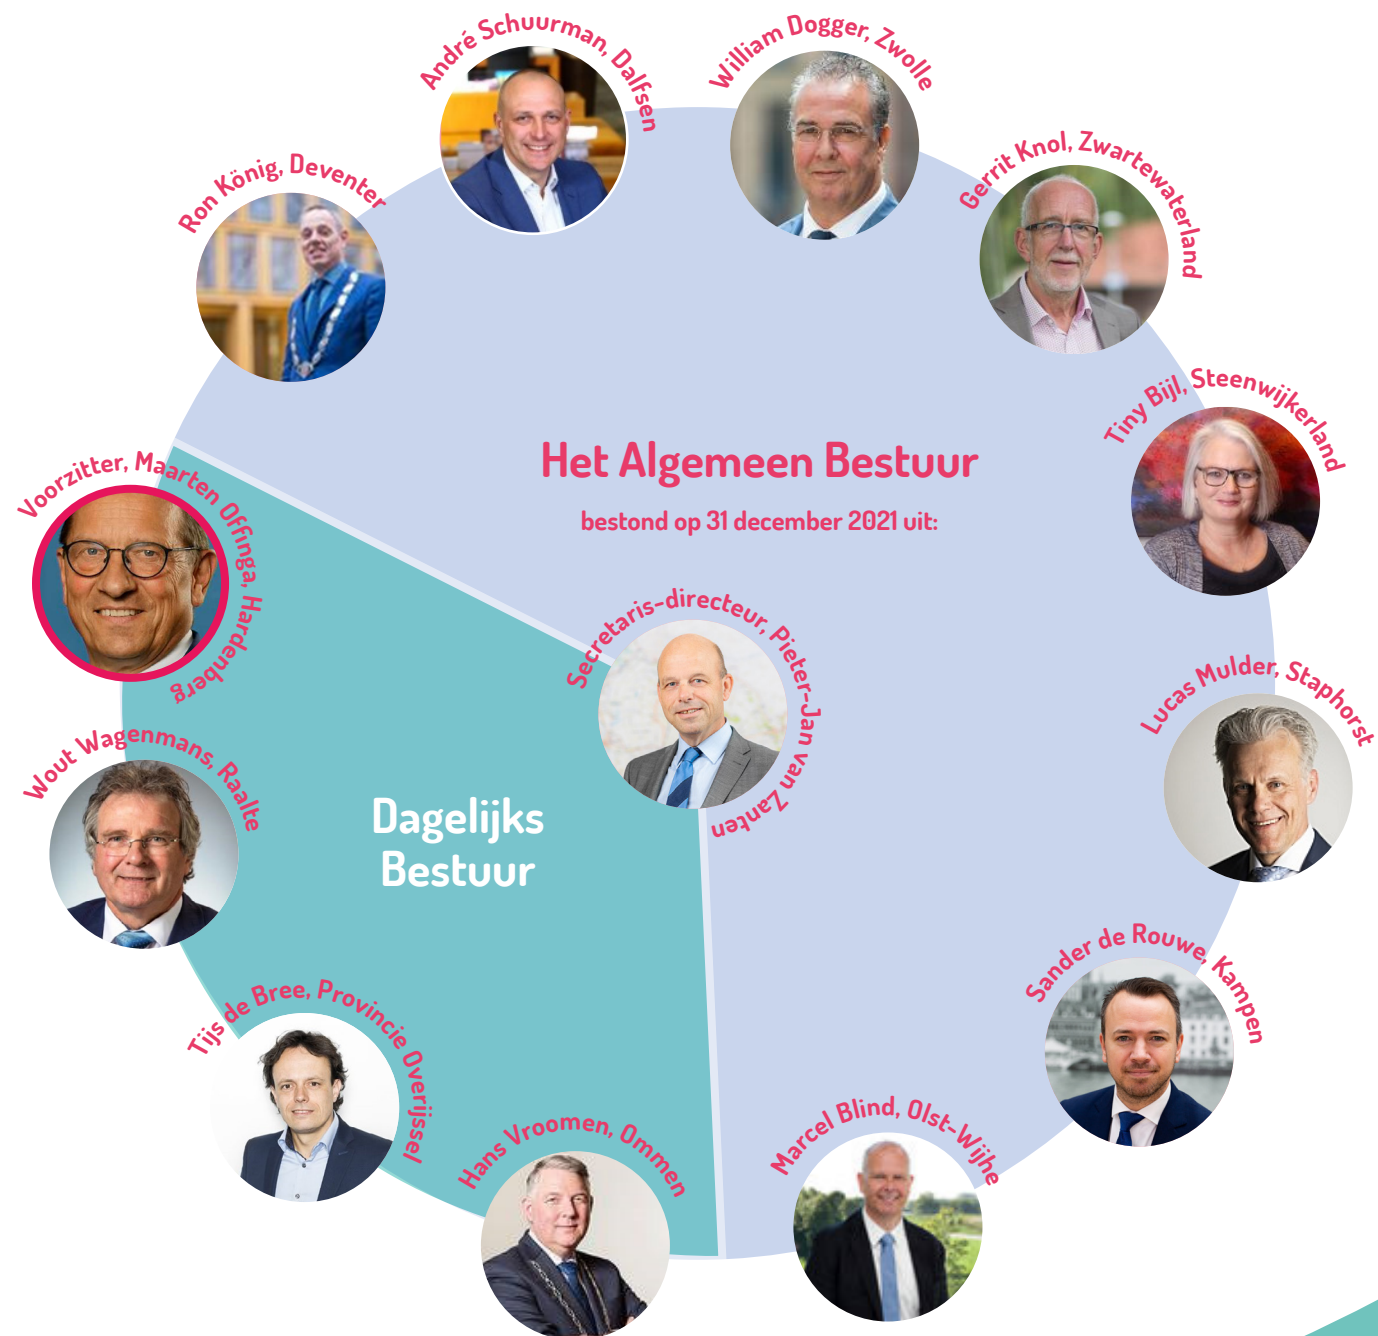 André Schuurman, Dalfsen
William Dogger, Zwolle
Ron König, Deventer
Gerrit Knol, Zwartewaterland
Tiny Bijl, Steenwijkerland
Het Algemeen Bestuur
bestond op 31 december 2021 uit:
Voorzitter, Maarten Offinga, Hardenberg
Secretaris-directeur, Pieter-Jan van Zanten
Lucas Mulder, Staphorst
Wout Wagenmans, Raalte
Dagelijks
Bestuur
Sander de Rouwe, Kampen
Tijs de Bree, Provincie Overijssel
Marcel Blind, Olst-Wijhe
Hans Vroomen, Ommen